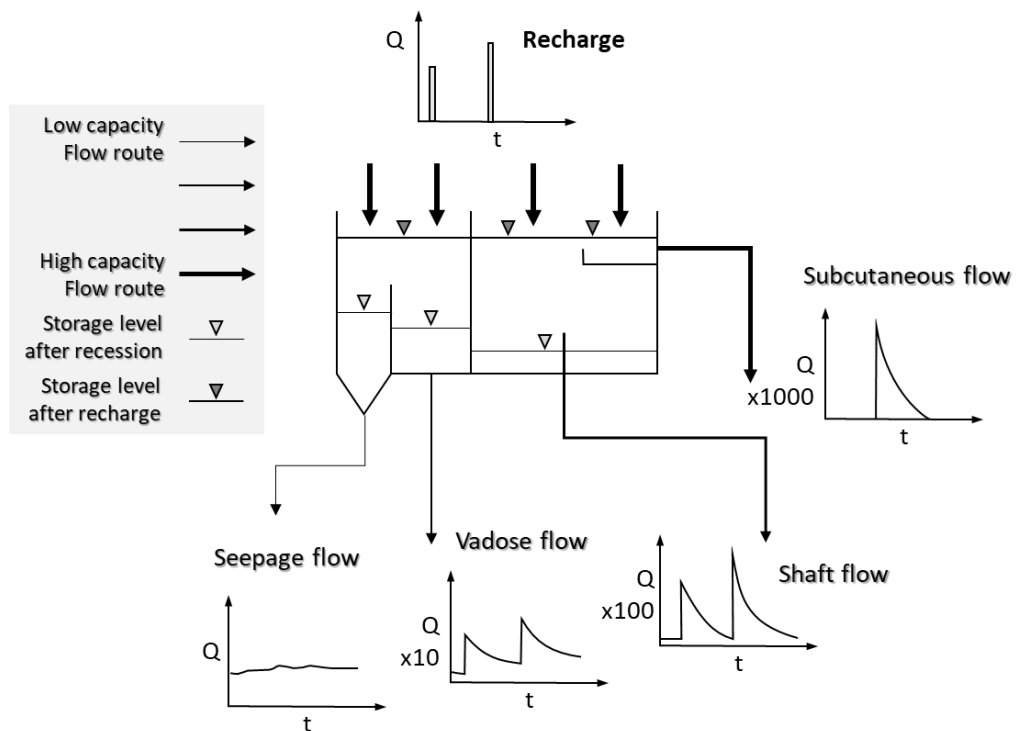 Q
Recharge
t
Low capacity
Flow route
High capacity
Flow route
Storage level
after recession
Storage level
after recharge
Subcutaneous flow
Q
x1000
t
Seepage flow
Q
t
Vadose flow
Q
x10
t
Shaft flow
Q
x100
t